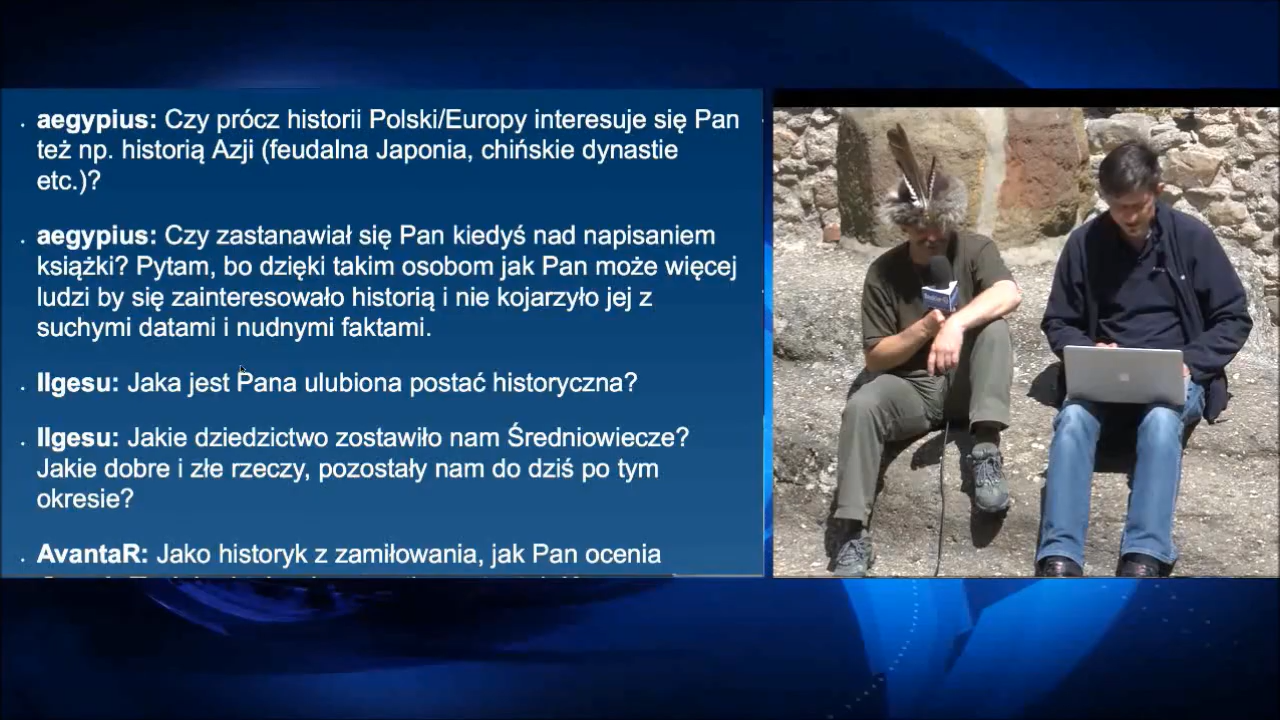 aegypius: Czy prócz historii Polski/Europy interesuje się Pan
też np. historią Azji (feudalna Japonia, chińskie dynastie
etc.)?
aegypius: Czy zastanawiał się Pan kiedyś nad napisaniem
książki? Pytam, bo dzięki takim osobom jak Pan może więcej
ludzi by się zainteresowało historią i nie kojarzyło jej z
suchymi datami i nudnymi faktami.
Ilgesu: Jaka jest Pana ulubiona postać historyczna?
Ilgesu: Jakie dziedzictwo zostawiło nam Średniowiecze?
Jakie dobre i złe rzeczy, pozostały nam do dziś po tym
okresie?
AvantaR: Jako historyk z zamiłowania, jak Pan ocenia